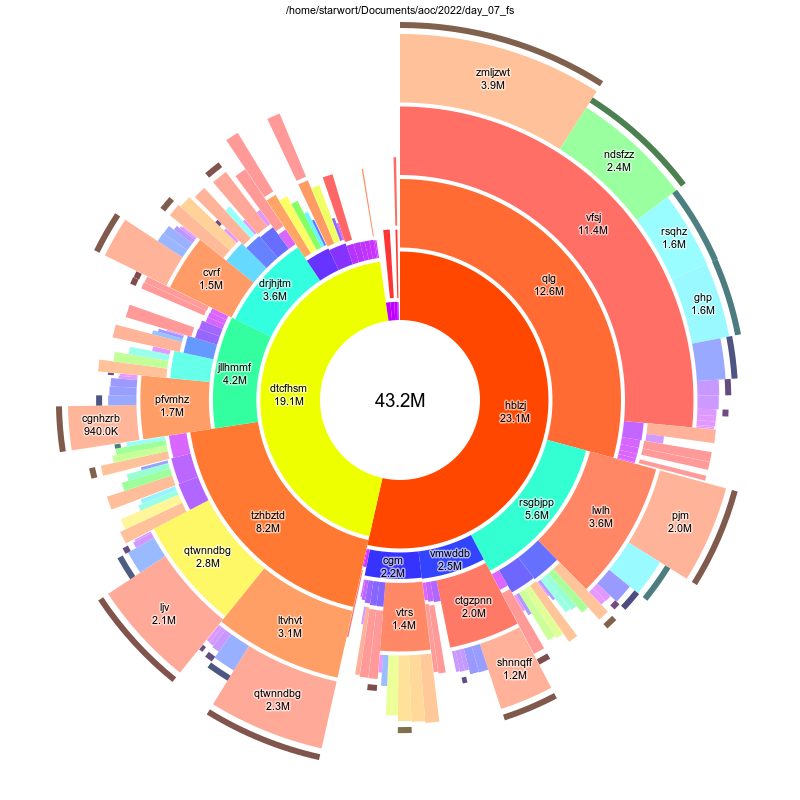 /home/starwort/Documents/aoc/2022/day_07_fs
zmljzwt
3.9M
ndsfzz
2.4M
vfsj
11.4M
rsqhz
1.6M
qlg
12.6M
ghp
1.6M
cvrf
1.5M
drjhjtm
3.6M
jllhmmf
4.2M
dtcfhsm
19.1M
43.2M
hblzj
23.1M
pfvmhz
1.7M
cgnhzrb
940.0K
tzhbztd
8.2M
rsgbjpp
5.6M
lwlh
3.6M
pjm
2.0M
qtwnndbg
2.8M
cgm
2.2M
vmwddb
2.5M
ljv
2.1M
ltvhvt
3.1M
vtrs
1.4M
ctgzpnn
2.0M
shnnqff
1.2M
qtwnndbg
2.3M